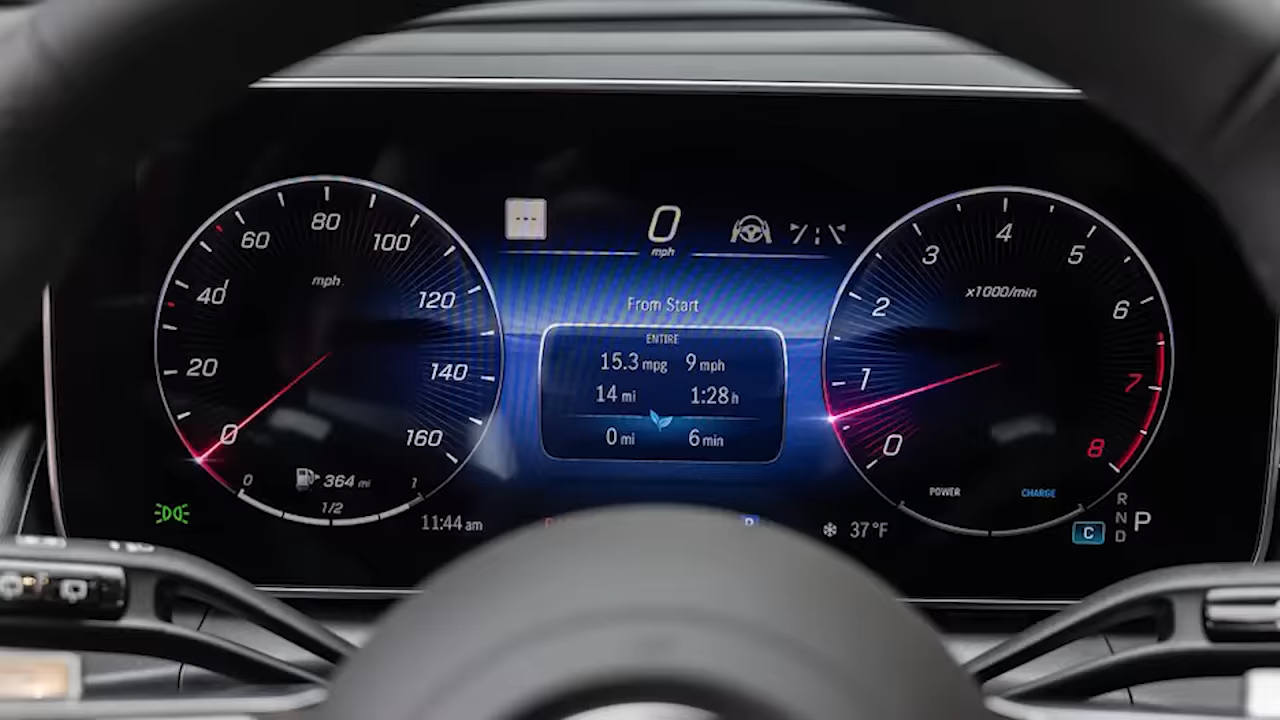 0 20 40 60 80 100 120 140 160
mph
0 1/2 1
364 mi
11:44 am
0
mph
From Start
ENTIRE
15.3 mpg 9 mph
14 mi 1:28 h
0 mi 6 min
0 1 2 3 4 5 6 7 8
x1000/min
POWER CHARGE
37°F
C
R
N
D
P